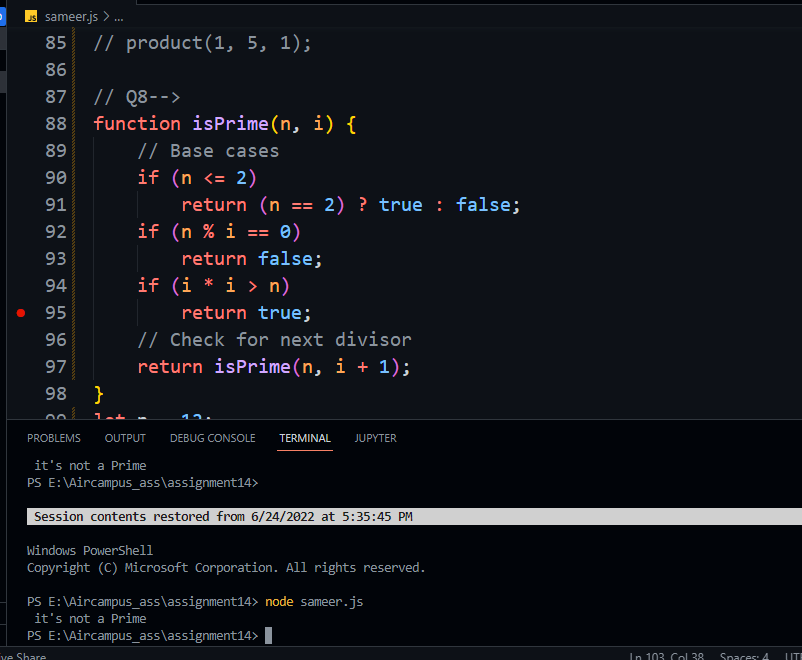 JS sameer.js > ...
85 // product(1, 5, 1);
86
87 // Q8-->
88 function isPrime(n, i) {
89 // Base cases
90 if (n <= 2)
91 return (n == 2) ? true : false;
92 if (n % i == 0)
93 return false;
94 if (i * i > n)
95 return true;
96 // Check for next divisor
97 return isPrime(n, i + 1);
98 }
PROBLEMS OUTPUT DEBUG CONSOLE TERMINAL JUPYTER
it's not a Prime
PS E:\Aircampus_ass\assignment14>
Session contents restored from 6/24/2022 at 5:35:45 PM
Windows PowerShell
Copyright (C) Microsoft Corporation. All rights reserved.
PS E:\Aircampus_ass\assignment14> node sameer.js
it's not a Prime
PS E:\Aircampus_ass\assignment14>
ve Share Ln 103, Col 38 Spaces: 4 UTF